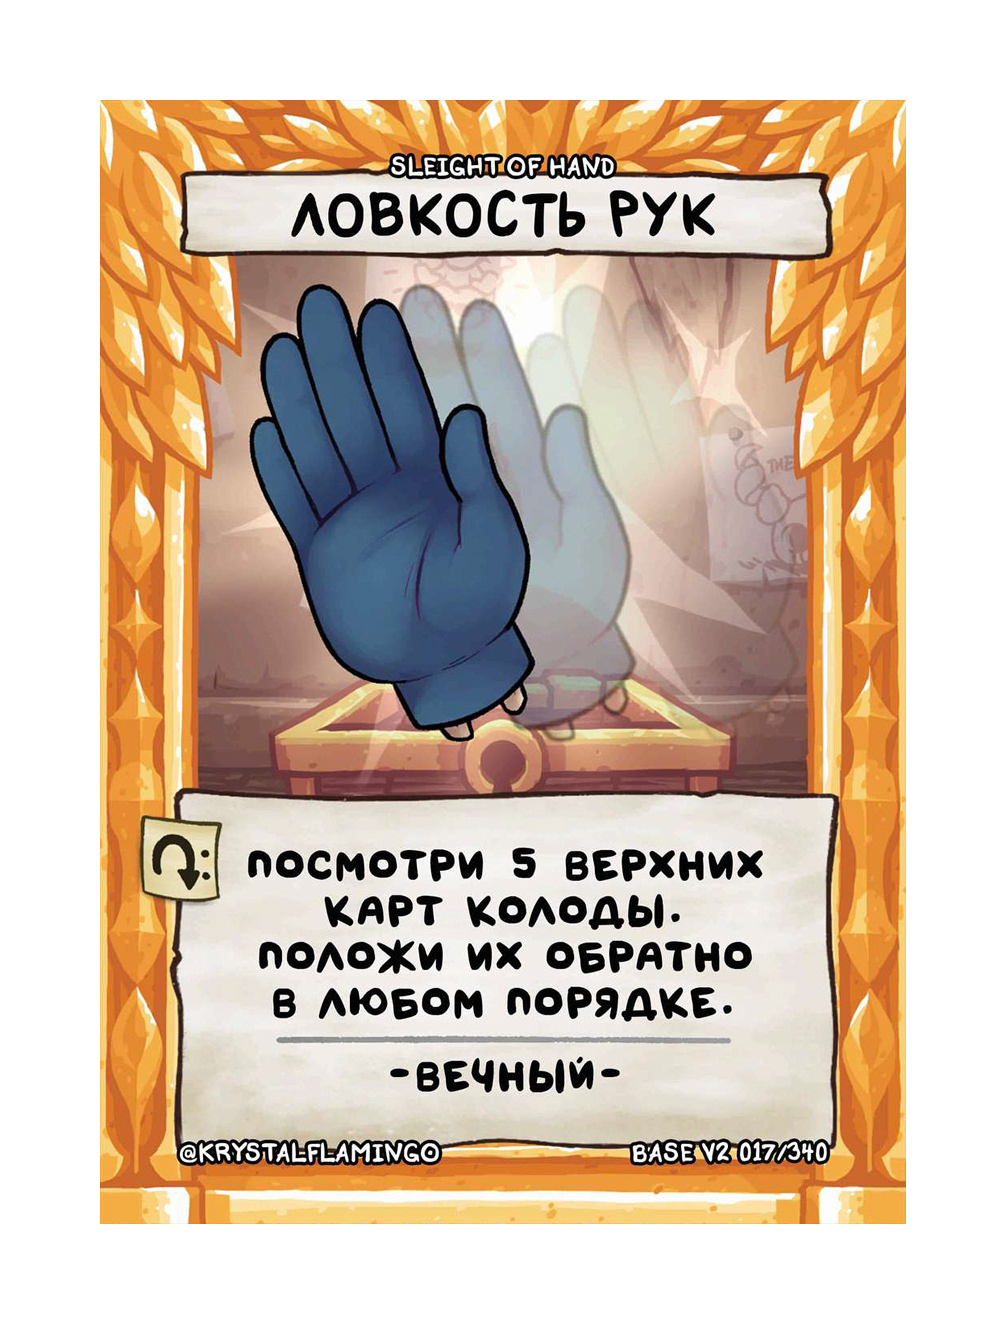 SLEIGHT OF HAND
ЛОВКОСТЬ РУК
THE
ПОСМОТРИ 5 ВЕРХНИХ
КАРТ КОЛОДЫ.
ПОЛОЖИ ИХ ОБРАТНО
В ЛЮБОМ ПОРЯДКЕ.
-ВЕЧНЫЙ-
@KRYSTALFLAMINGO
BASE V2 017/340